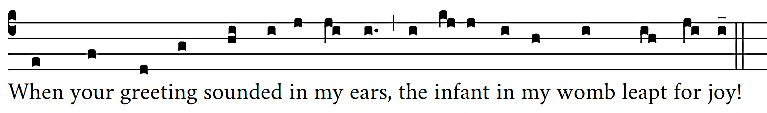 When your greeting sounded in my ears, the infant in my womb leapt for joy!